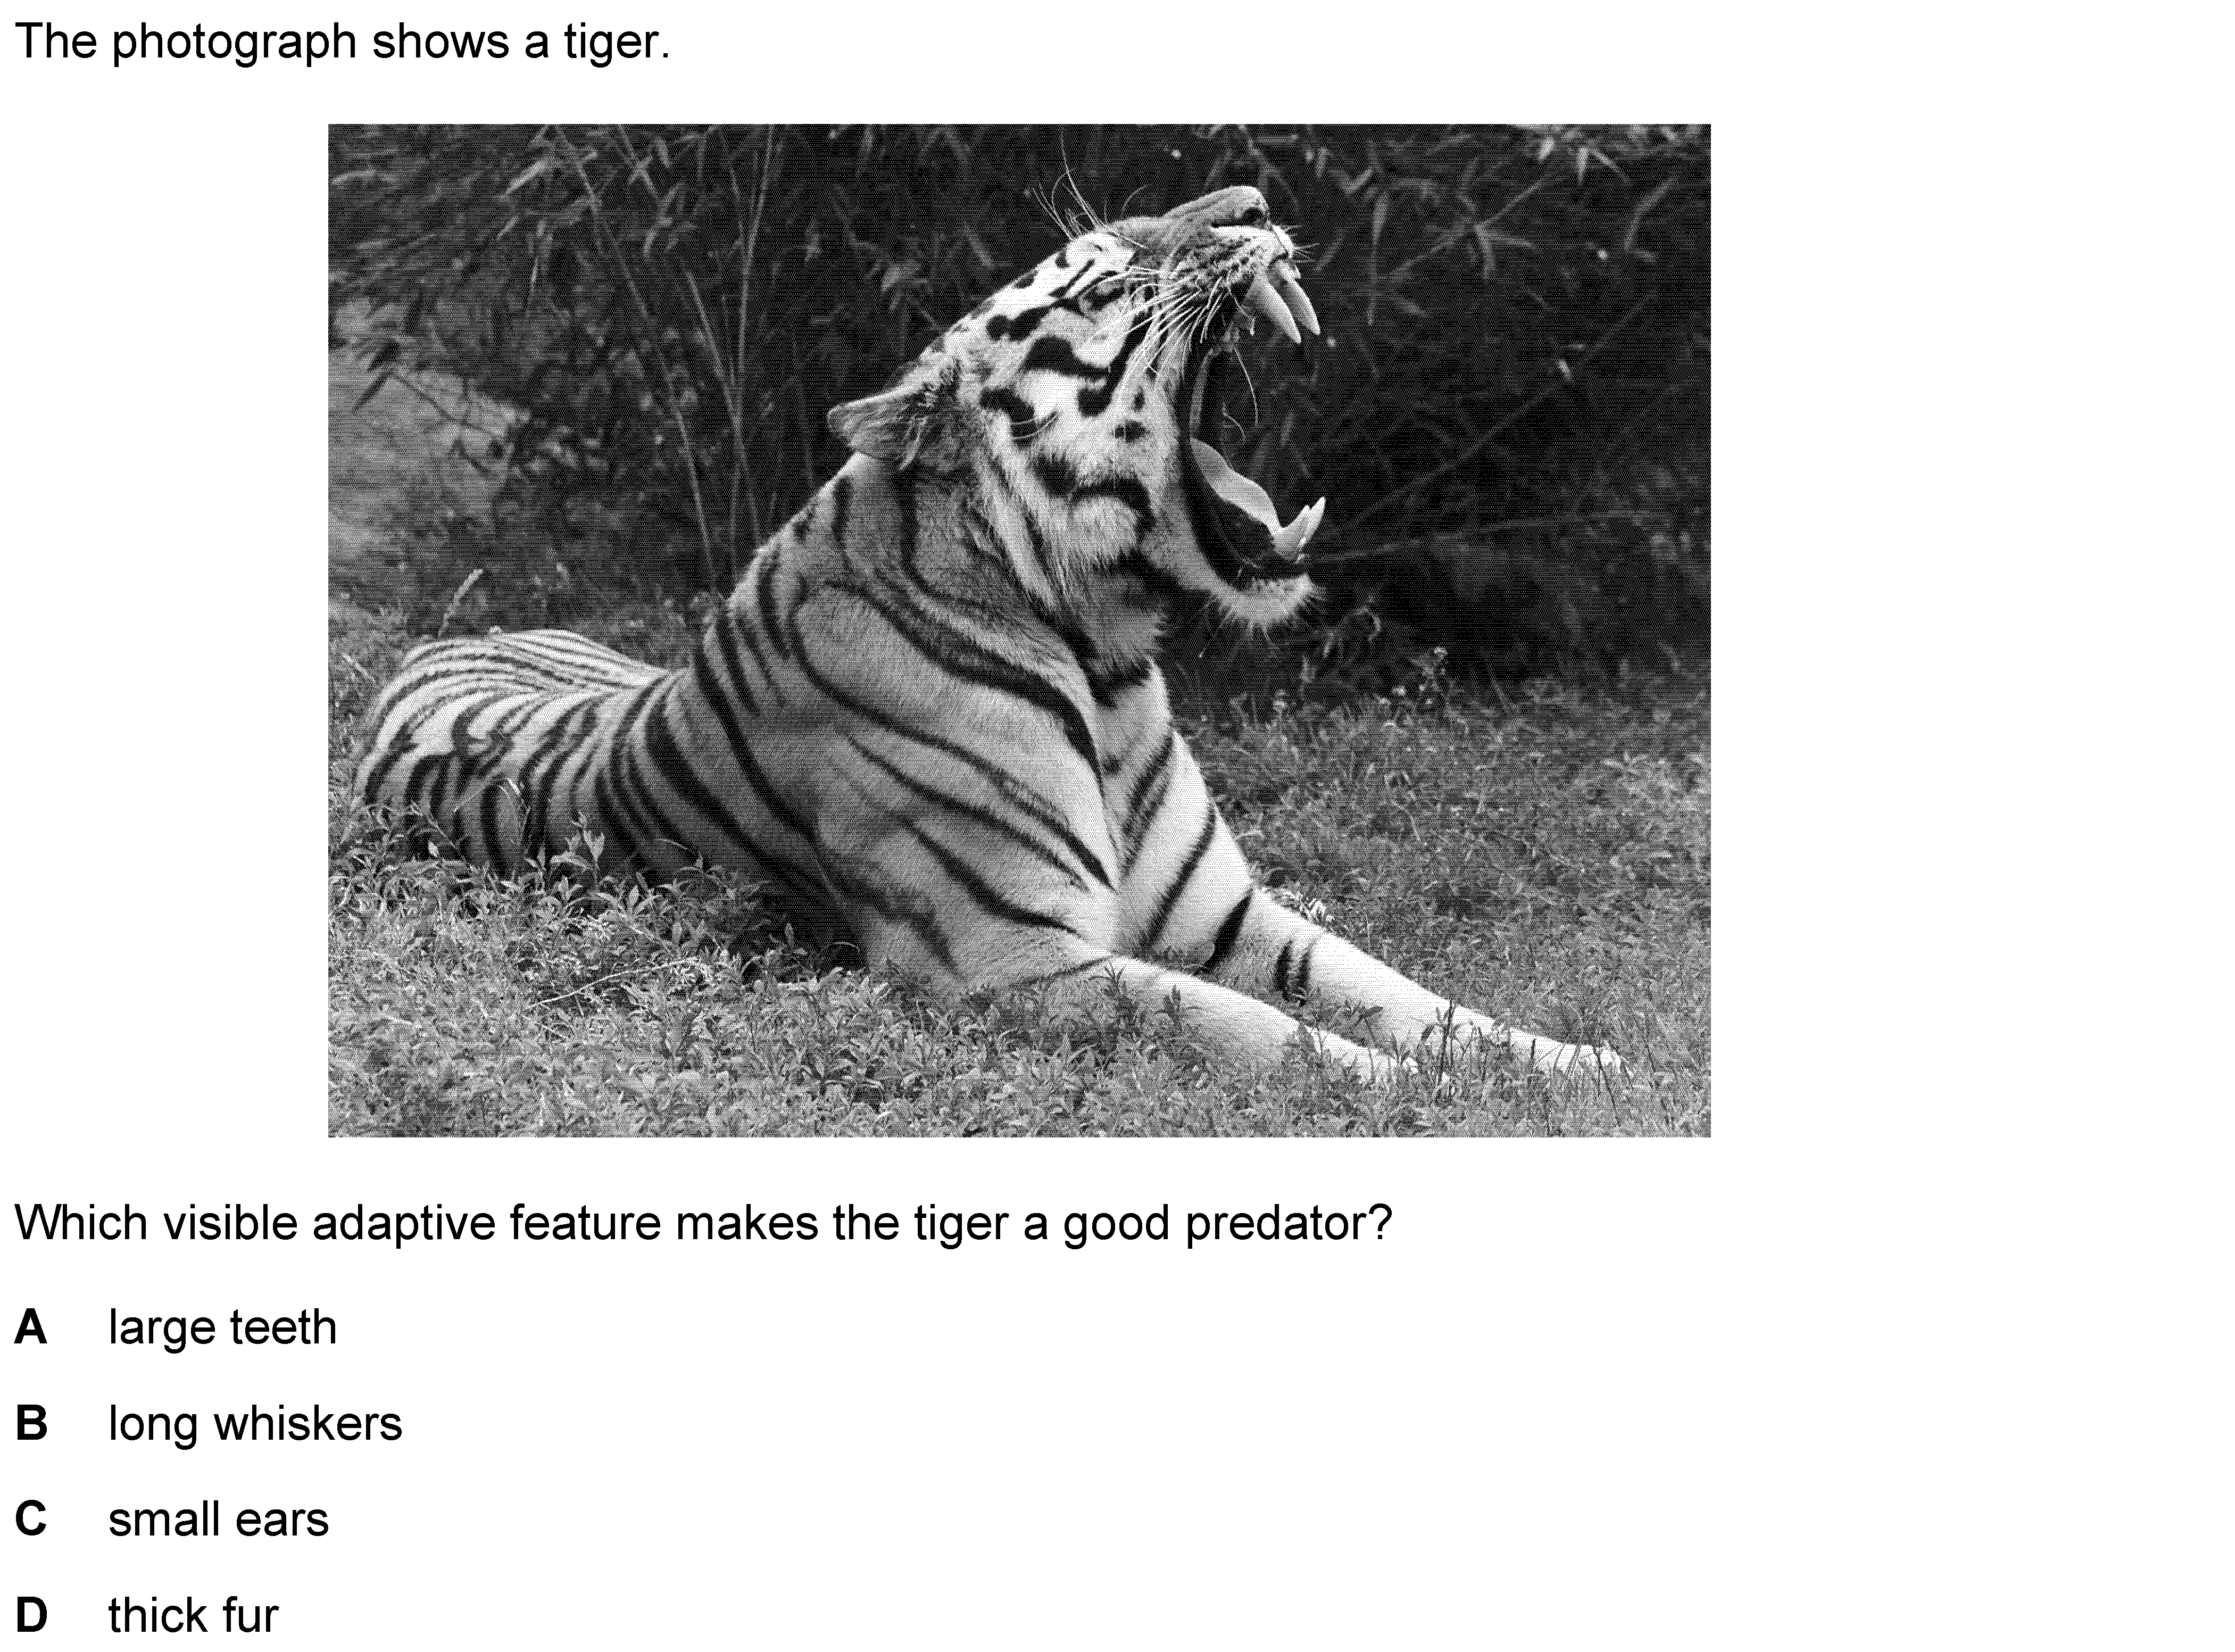 The photograph shows a tiger.
Which visible adaptive feature makes the tiger a good predator?
A large teeth
B long whiskers
C small ears
D thick fur